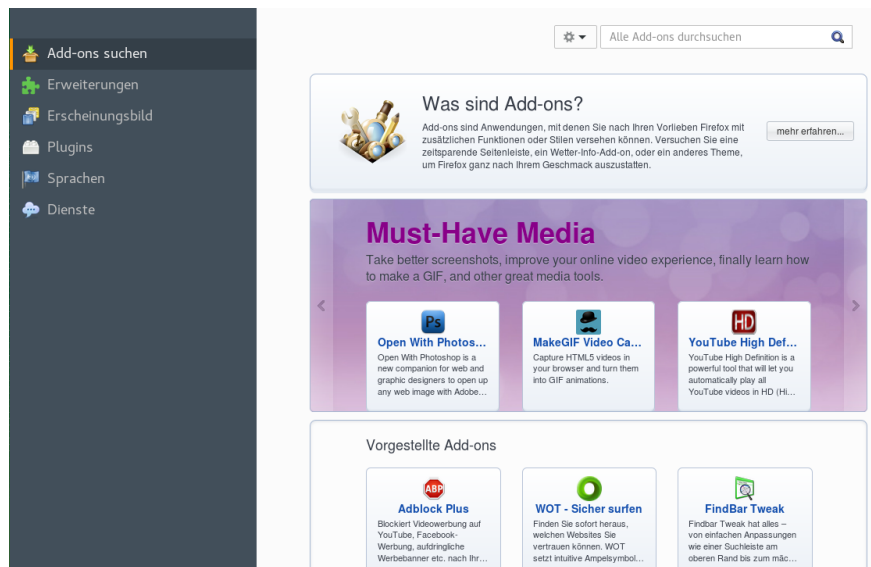 Add-ons suchen
Erweiterungen
Erscheinungsbild
Plugins
Sprachen
Dienste
Alle Add-ons durchsuchen
Was sind Add-ons?
Add-ons sind Anwendungen, mit denen Sie nach Ihren Vorlieben Firefox mit
zusätzlichen Funktionen oder Stilen versehen können. Versuchen Sie eine
zeitsparende Seitenleiste, ein Wetter-Info-Add-on, oder ein anderes Theme,
um Firefox ganz nach Ihrem Geschmack auszustatten.
mehr erfahren...
Must-Have Media
Take better screenshots, improve your online video experience, finally learn how
to make a GIF, and other great media tools.
Ps
Open With Photos...
Open With Photoshop is a
new companion for web and
graphic designers to open up
any web image with Adobe...
MakeGIF Video Ca...
Capture HTML5 videos in
your browser and turn them
into GIF animations.
HD
YouTube High Def...
YouTube High Definition is a
powerful tool that will let you
automatically play all
YouTube videos in HD (Hi...
Vorgestellte Add-ons
ABP
Adblock Plus
Blockiert Videowerbung auf
YouTube, Facebook-
Werbung, aufdringliche
Werbebanner etc. nach Ihr...
WOT - Sicher surfen
Finden Sie sofort heraus,
welchen Websites Sie
vertrauen können. WOT
setzt intuitive Ampelsymbol...
FindBar Tweak
Findbar Tweak hat alles –
von einfachen Anpassungen
wie einer Suchleiste am
oberen Rand bis zum mäc...